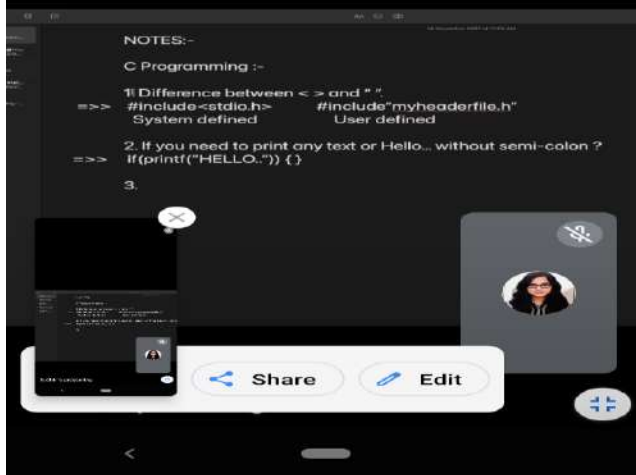 NOTES:-
C Programming :-
1. Difference between < > and " ".
=>> #include<stdio.h> #include"myheaderfile.h"
System defined User defined
2. If you need to print any text or Hello... without semi-colon ?
=>> if(printf("HELLO..")) { }
3.
Share Edit